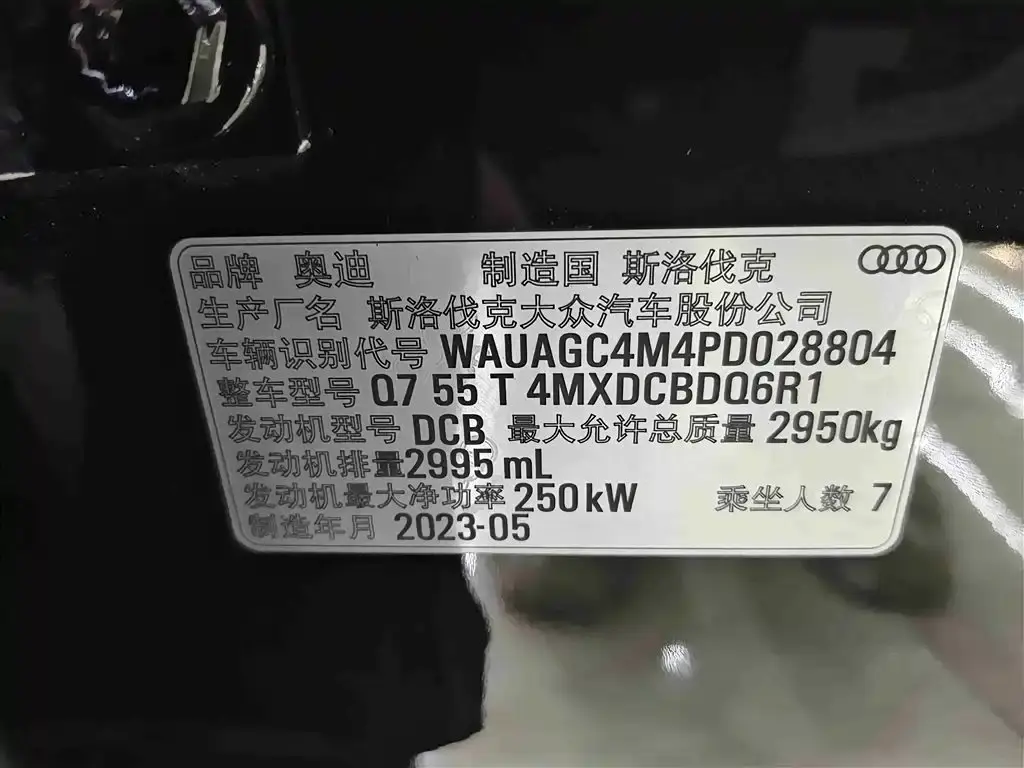 品牌 奥迪 制造国 斯洛伐克
生产厂名 斯洛伐克大众汽车股份公司
车辆识别代号 WAUAGC4M4PD028804
整车型号 Q7 55 T 4MXDCBDQ6R1
发动机型号 DCB 最大允许总质量 2950kg
发动机排量2995 mL
发动机最大净功率 250 kW 乘坐人数 7
制造年月 2023-05